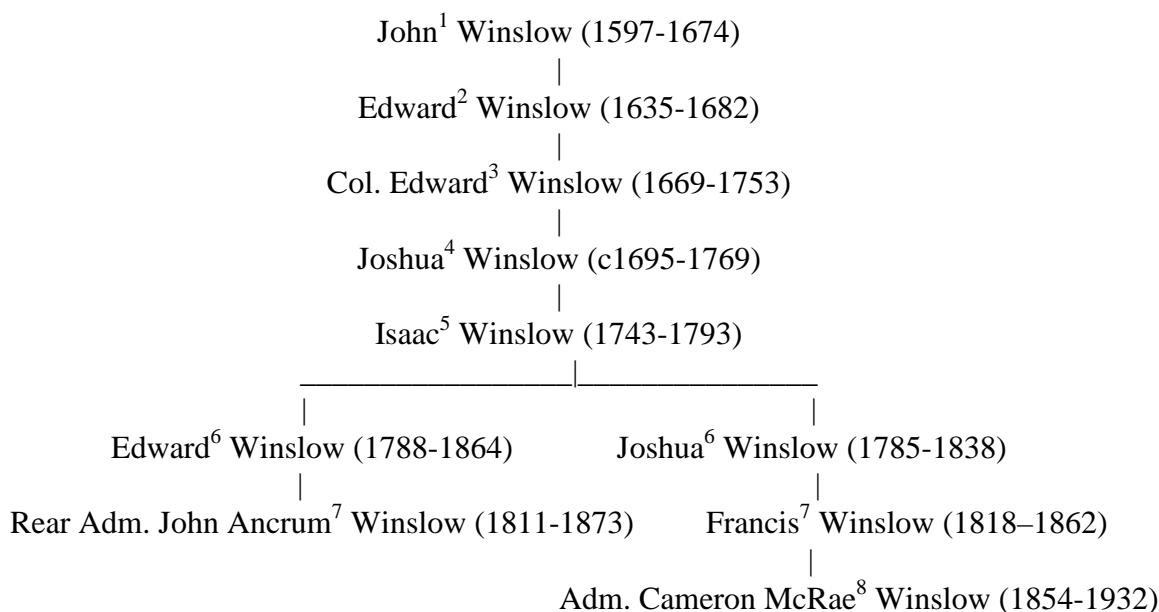 John¹ Winslow (1597-1674)
Edward² Winslow (1635-1682)
Col. Edward³ Winslow (1669-1753)
Joshua⁴ Winslow (c1695-1769)
Isaac⁵ Winslow (1743-1793)
Edward⁶ Winslow (1788-1864) Joshua⁶ Winslow (1785-1838)
Rear Adm. John Ancrum⁷ Winslow (1811-1873) Francis⁷ Winslow (1818–1862)
Adm. Cameron McRae⁸ Winslow (1854-1932)